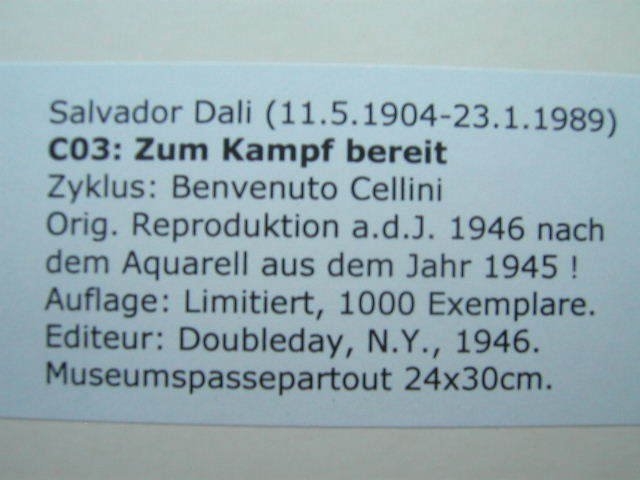 Salvador Dali (11.5.1904-23.1.1989)
C03: Zum Kampf bereit
Zyklus: Benvenuto Cellini
Orig. Reproduktion a.d.J. 1946 nach
dem Aquarell aus dem Jahr 1945 !
Auflage: Limitiert, 1000 Exemplare.
Editeur: Doubleday, N.Y., 1946.
Museumspassepartout 24x30cm.